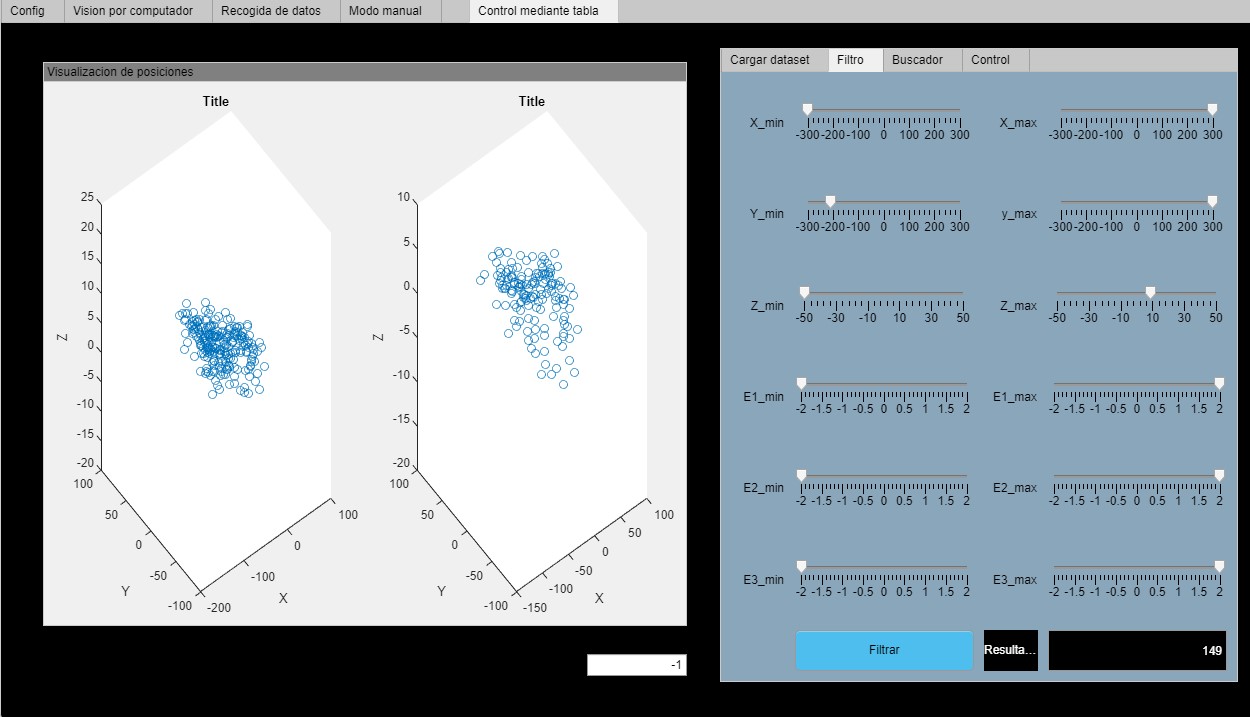 Config Vision por computador Recogida de datos Modo manual Control mediante tabla
Visualizacion de posiciones
Title
25
20
15
10
5
0
-5
-10
-15
-20
Z
100
50
0
-50
-100
Y
-200
-100
0
100
X
Title
10
5
0
-5
-10
-15
-20
Z
100
50
0
-50
-100
Y
-150
-100
-50
0
50
100
X
-1
Cargar dataset Filtro Buscador Control
X_min -300 -200 -100 0 100 200 300
X_max -300 -200 -100 0 100 200 300
Y_min -300 -200 -100 0 100 200 300
y_max -300 -200 -100 0 100 200 300
Z_min -50 -30 -10 10 30 50
Z_max -50 -30 -10 10 30 50
E1_min -2 -1.5 -1 -0.5 0 0.5 1 1.5 2
E1_max -2 -1.5 -1 -0.5 0 0.5 1 1.5 2
E2_min -2 -1.5 -1 -0.5 0 0.5 1 1.5 2
E2_max -2 -1.5 -1 -0.5 0 0.5 1 1.5 2
E3_min -2 -1.5 -1 -0.5 0 0.5 1 1.5 2
E3_max -2 -1.5 -1 -0.5 0 0.5 1 1.5 2
Filtrar Resulta... 149